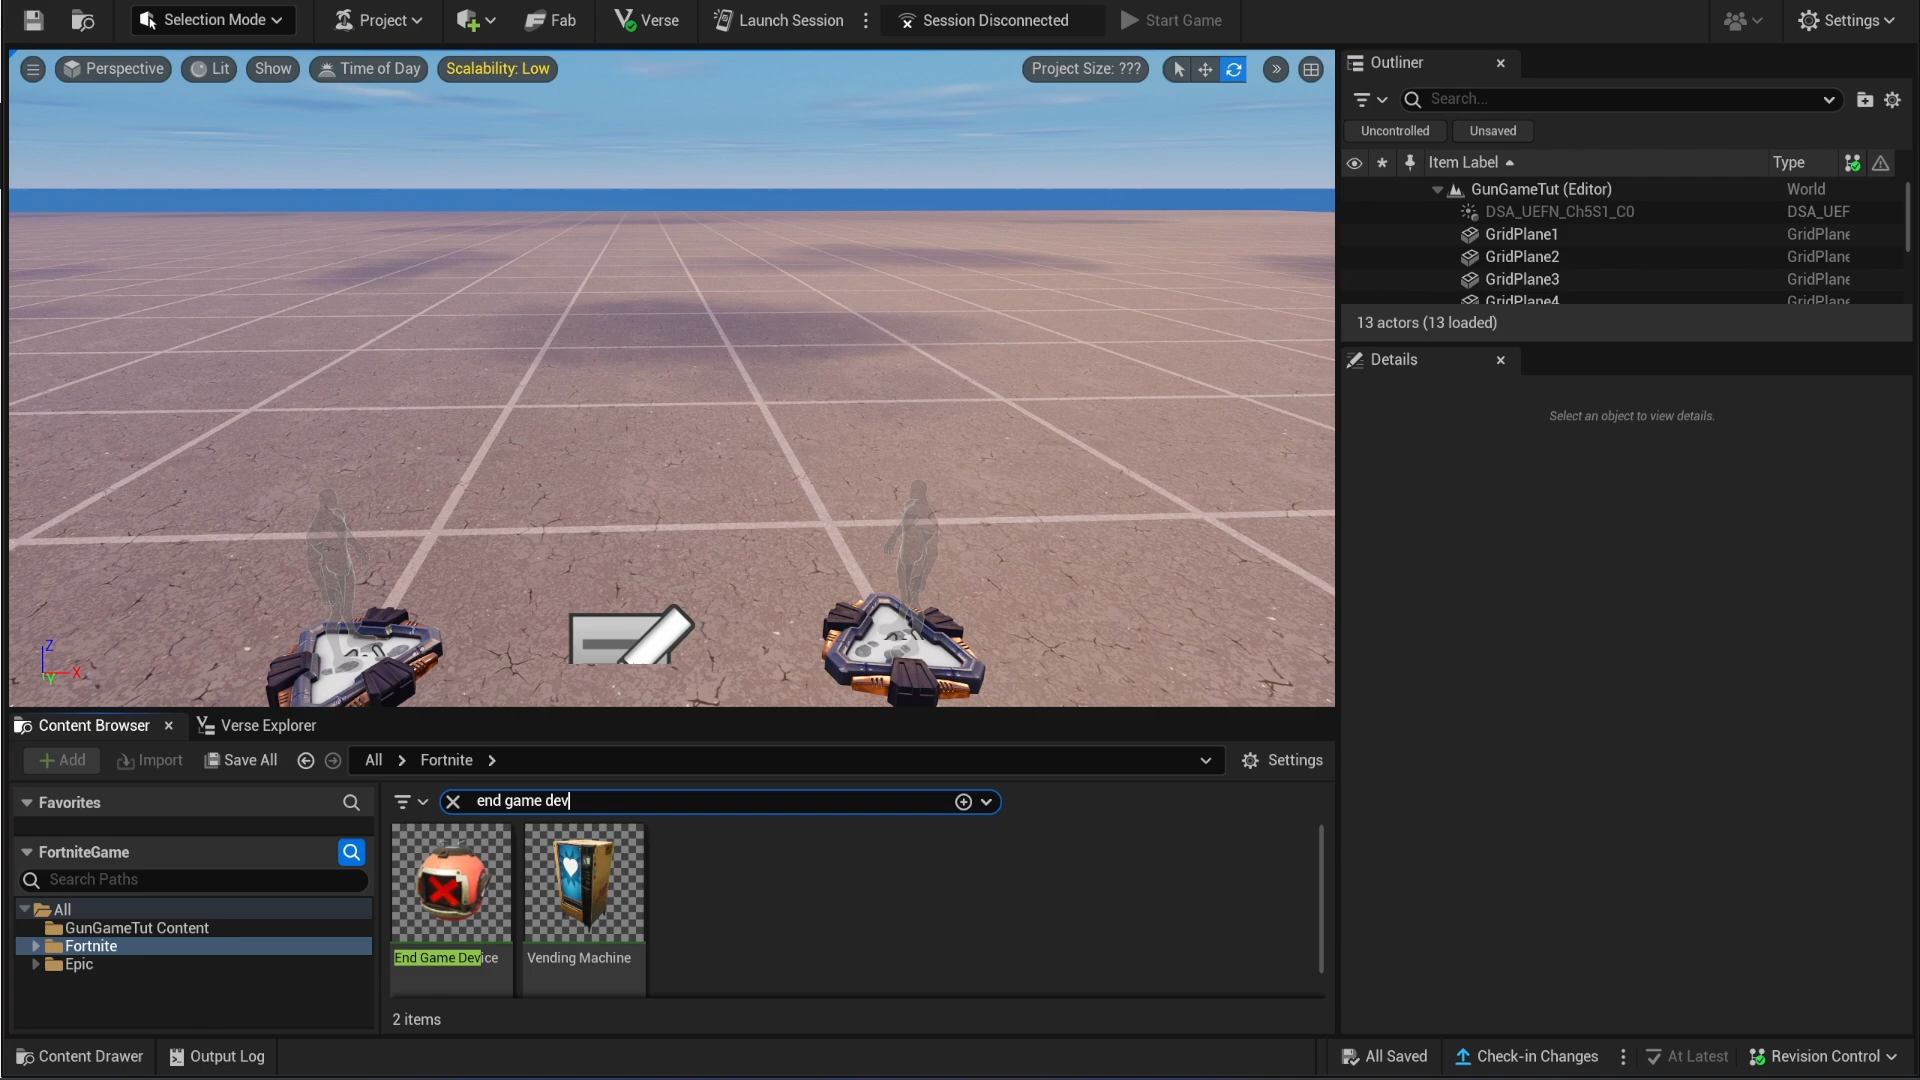 Selection Mode
Project
Fab
Verse
Launch Session
Session Disconnected
Start Game
Settings
Perspective
Lit
Show
Time of Day
Scalability: Low
Project Size: ???
Z
X
Y
Outliner
Search...
Uncontrolled
Unsaved
Item Label
Type
GunGameTut (Editor)
World
DSA_UEFN_Ch5S1_C0
DSA_UEF
GridPlane1
GridPlane
GridPlane2
GridPlane
GridPlane3
GridPlane
GridPlane4
GridPlane
13 actors (13 loaded)
Details
Select an object to view details.
Content Browser
Verse Explorer
Add
Import
Save All
All
Fortnite
Settings
Favorites
FortniteGame
Search Paths
All
GunGameTut Content
Fortnite
Epic
end game dev
End Game Device
Vending Machine
2 items
Content Drawer
Output Log
All Saved
Check-in Changes
At Latest
Revision Control